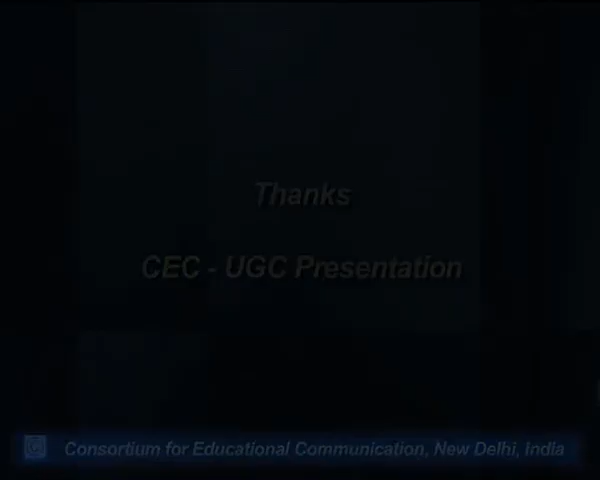 Thanks
CEC - UGC Presentation
Consortium for Educational Communication, New Delhi, India